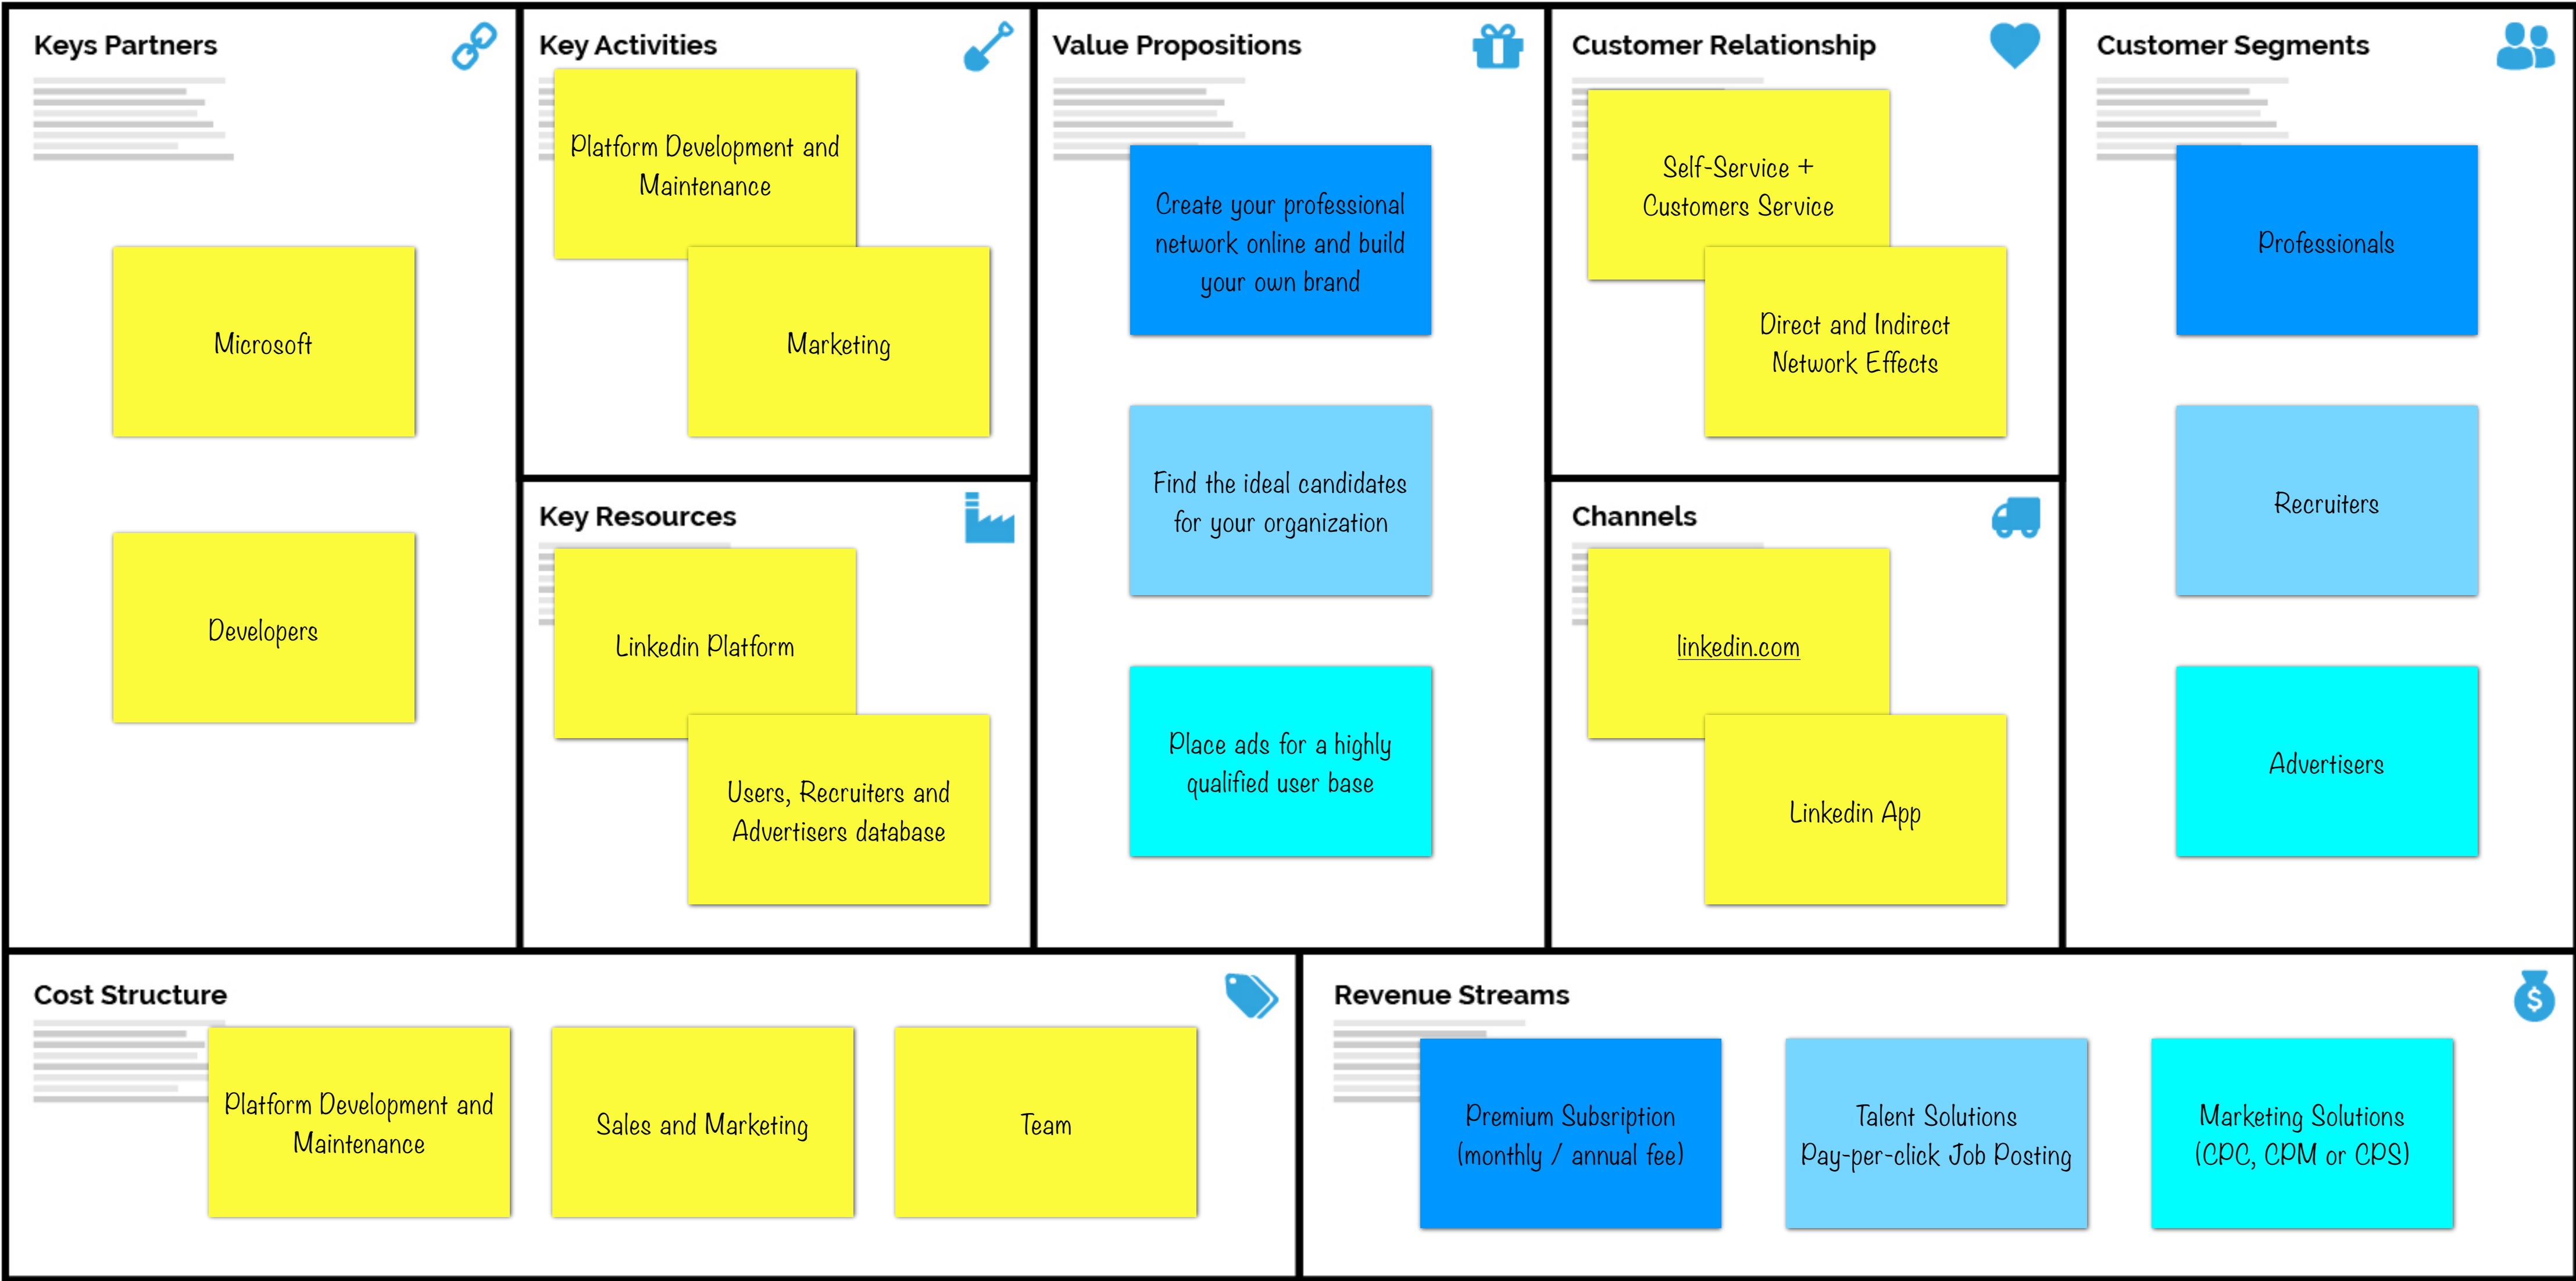 Keys Partners
Microsoft
Developers
Key Activities
Platform Development and
Maintenance
Marketing
Key Resources
Linkedin Platform
Users, Recruiters and
Advertisers database
Value Propositions
Create your professional
network online and build
your own brand
Find the ideal candidates
for your organization
Place ads for a highly
qualified user base
Customer Relationship
Self-Service +
Customers Service
Direct and Indirect
Network Effects
Channels
linkedin.com
Linkedin App
Customer Segments
Professionals
Recruiters
Advertisers
Cost Structure
Platform Development and
Maintenance
Sales and Marketing
Team
Revenue Streams
$
Premium Subsription
(monthly / annual fee)
Talent Solutions
Pay-per-click Job Posting
Marketing Solutions
(CPC, CPM or CPS)